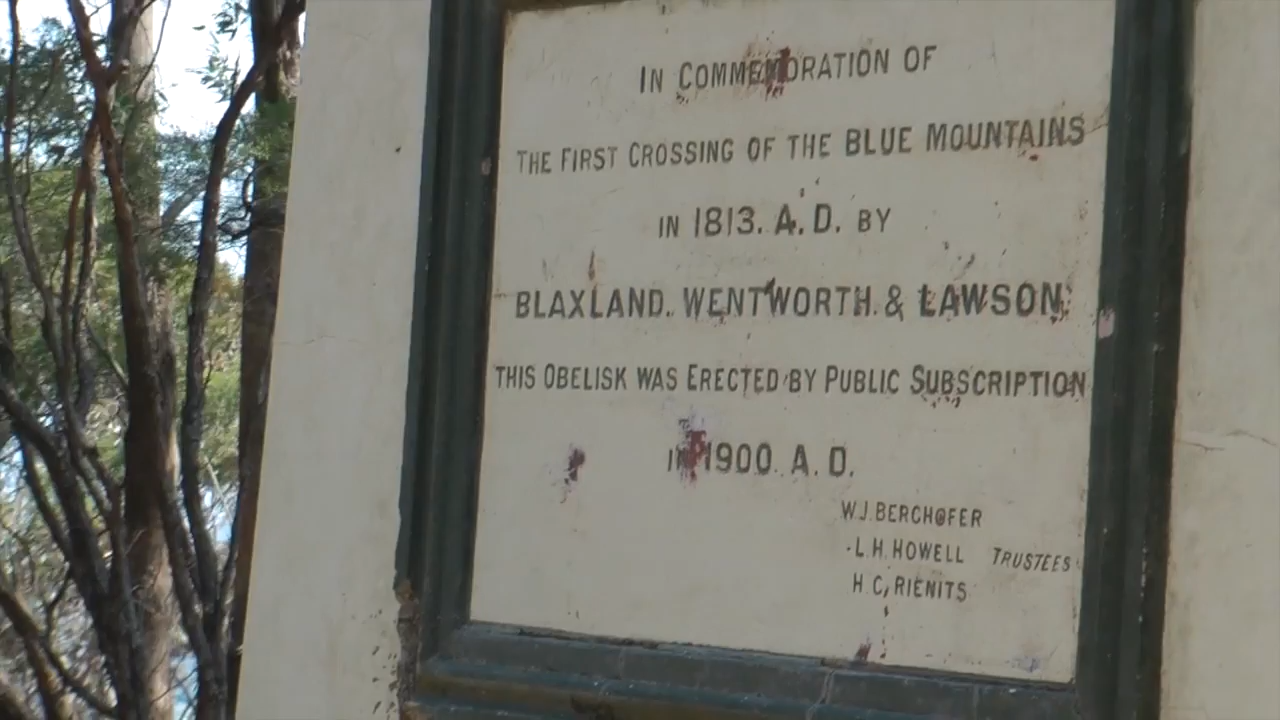 IN COMMEMORATION OF
THE FIRST CROSSING OF THE BLUE MOUNTAINS
IN 1813. A. D. BY
BLAXLAND. WENTWORTH. & LAWSON.
THIS OBELISK WAS ERECTED BY PUBLIC SUBSCRIPTION
IN 1900 A. D.
W.J. BERCHOFER
L.H. HOWELL TRUSTEES
H C, RIENITS